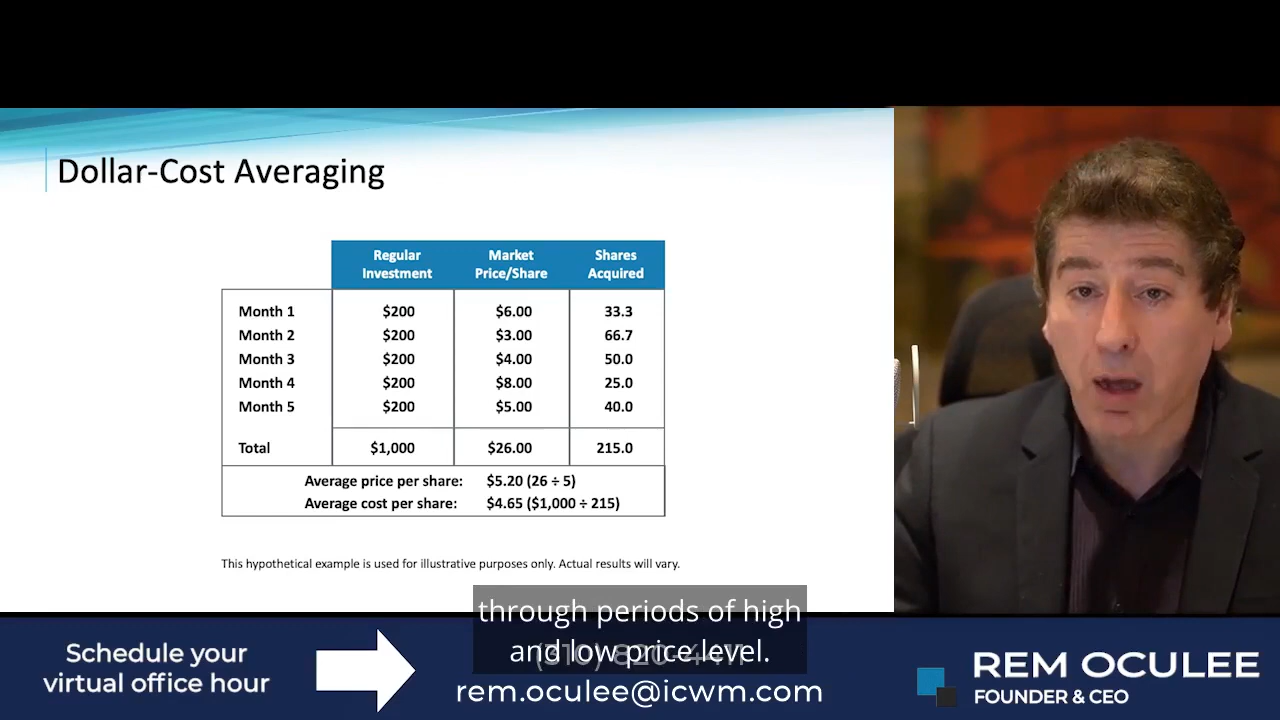 Dollar-Cost Averaging
Regular Investment Market Price/Share Shares Acquired
Month 1 $200 $6.00 33.3
Month 2 $200 $3.00 66.7
Month 3 $200 $4.00 50.0
Month 4 $200 $8.00 25.0
Month 5 $200 $5.00 40.0
Total $1,000 $26.00 215.0
Average price per share: $5.20 (26 ÷ 5)
Average cost per share: $4.65 ($1,000 ÷ 215)
This hypothetical example is used for illustrative purposes only. Actual results will vary.
through periods of high
and low price level.
Schedule your
virtual office hour
rem.oculee@icwm.com
REM OCULEE
FOUNDER & CEO